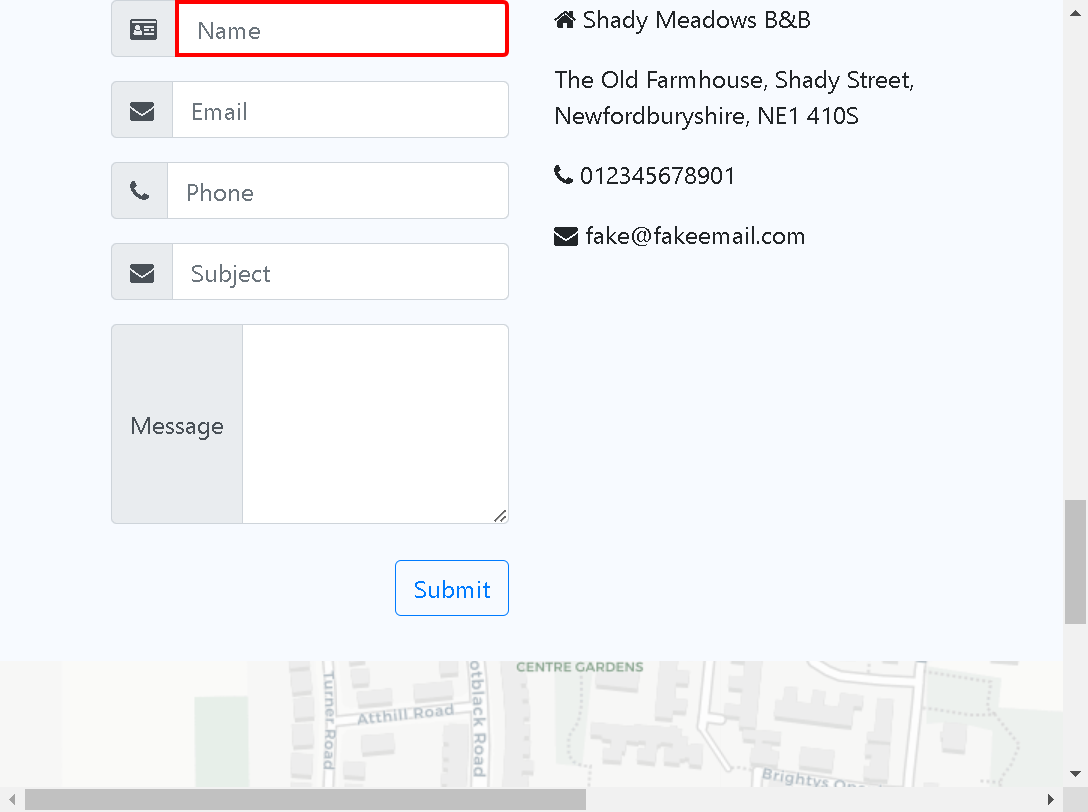 Name
Email
Phone
Subject
Message
Submit
Shady Meadows B&B
The Old Farmhouse, Shady Street,
Newfordburyshire, NE1 410S
012345678901
fake@fakeemail.com
CENTRE GARDENS
Turner Road
Atthill Road
otblack Road
Brightys